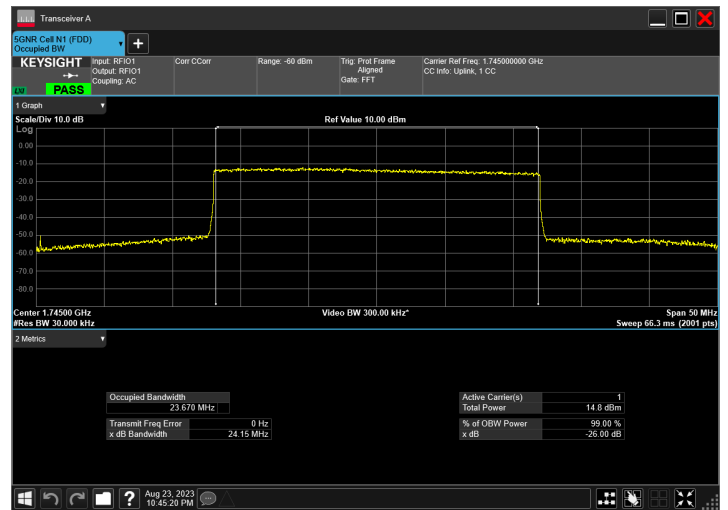 Transceiver A
5GNR Cell N1 (FDD)
Occupied BW
KEYSIGHT
LNI
PASS
Input: RFIO1
Output: RFIO1
Coupling: AC
Corr CCorr
Range: -60 dBm
Trig: Prot Frame
Aligned
Gate: FFT
Carrier Ref Freq: 1.745000000 GHz
CC Info: Uplink, 1 CC
1 Graph
Scale/Div 10.0 dB
Ref Value 10.00 dBm
Log
0.00
-10.0
-20.0
-30.0
-40.0
-50.0
-60.0
-70.0
-80.0
Center 1.74500 GHz
Video BW 300.00 kHz*
Span 50 MHz
#Res BW 30.000 kHz
Sweep 66.3 ms (2001 pts)
2 Metrics
Occupied Bandwidth
23.670 MHz
Transmit Freq Error 0 Hz
x dB Bandwidth 24.15 MHz
Active Carrier(s) 1
Total Power 14.8 dBm
% of OBW Power 99.00 %
x dB -26.00 dB
?
Aug 23, 2023
10:45:20 PM